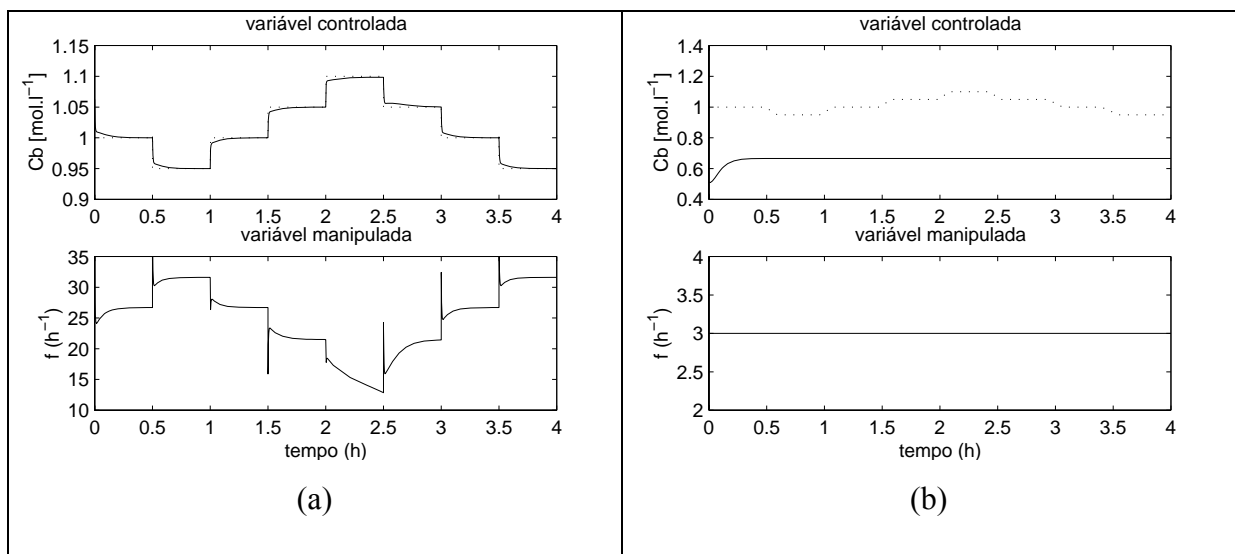 variável controlada
Cb [mol.l⁻¹]
1.15
1.1
1.05
1
0.95
0.9
0 0.5 1 1.5 2 2.5 3 3.5 4
variável manipulada
f (h⁻¹)
35
30
25
20
15
10
0 0.5 1 1.5 2 2.5 3 3.5 4
tempo (h)
(a)
variável controlada
Cb [mol.l⁻¹]
1.4
1.2
1
0.8
0.6
0.4
0 0.5 1 1.5 2 2.5 3 3.5 4
variável manipulada
f (h⁻¹)
4
3.5
3
2.5
2
0 0.5 1 1.5 2 2.5 3 3.5 4
tempo (h)
(b)